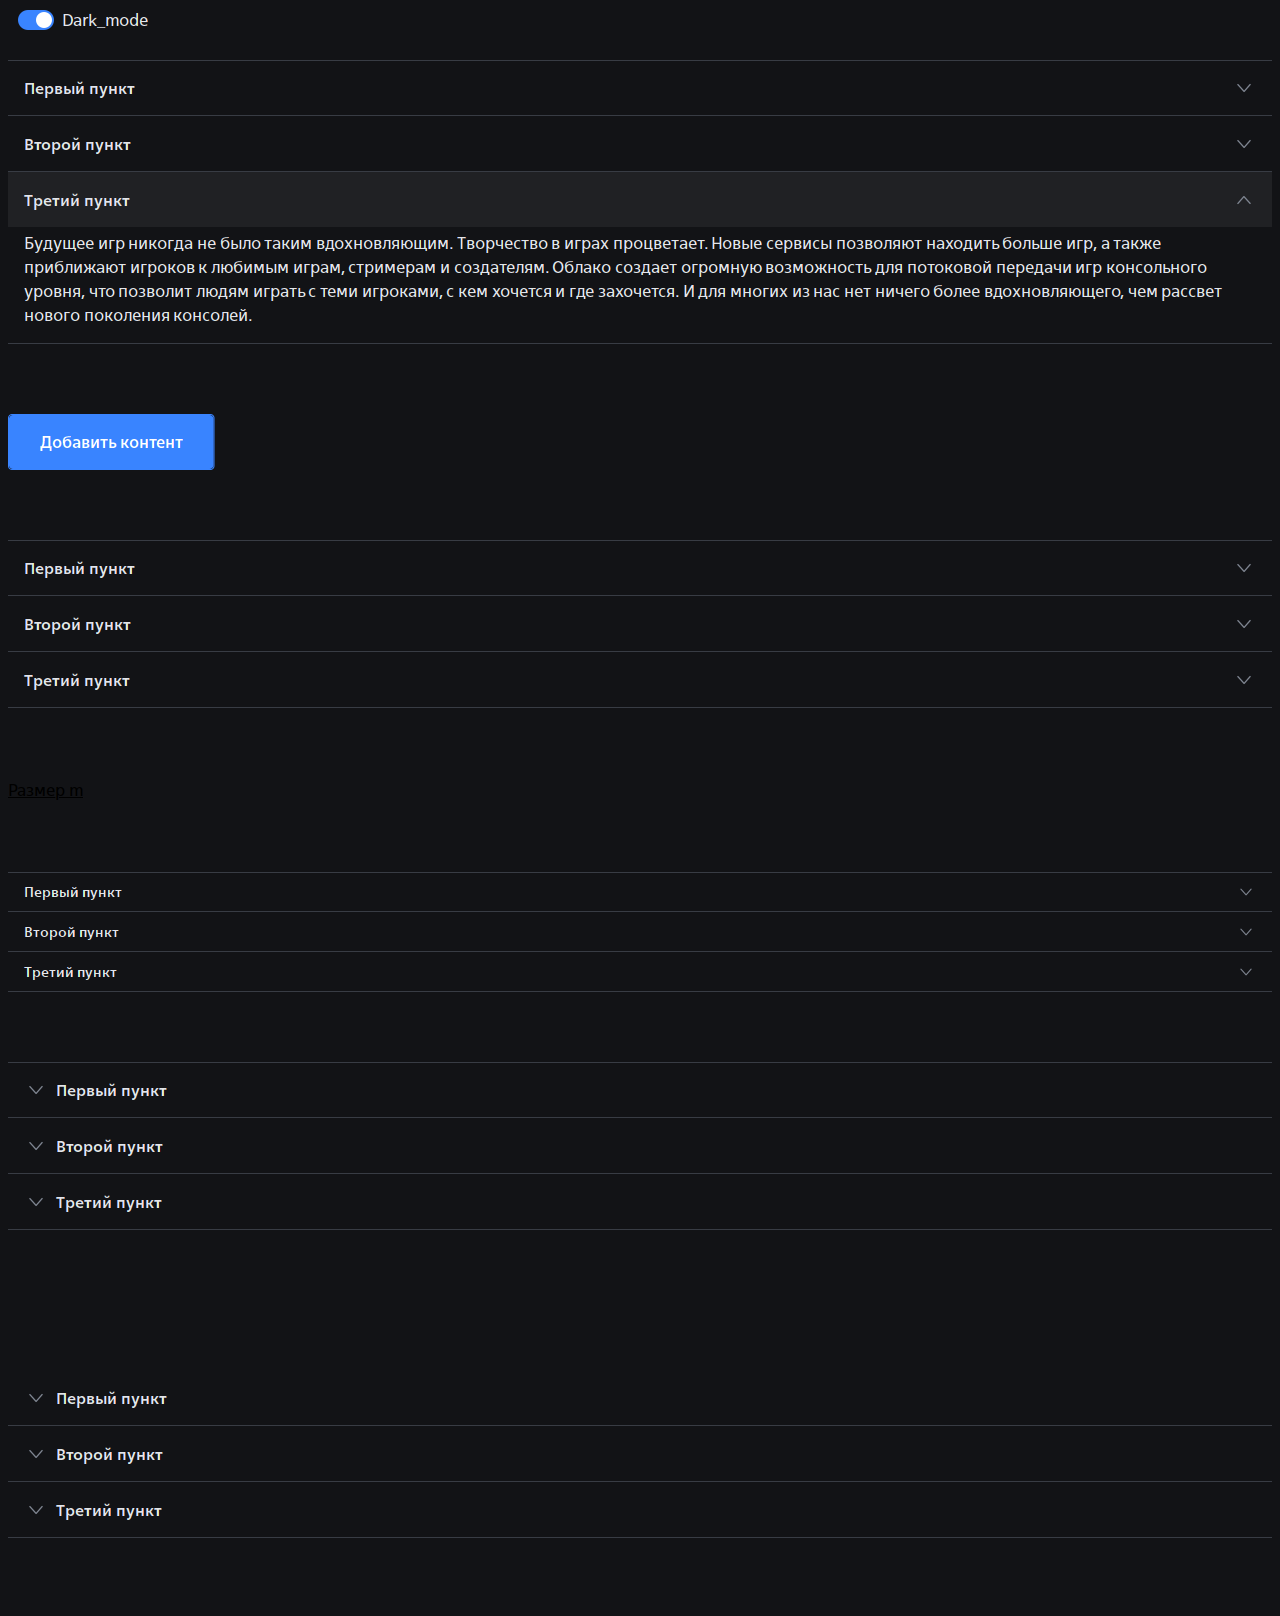 Dark_mode
Первый пункт
Второй пункт
Третий пункт
Будущее игр никогда не было таким вдохновляющим. Творчество в играх процветает. Новые сервисы позволяют находить больше игр, а также
приближают игроков к любимым играм, стримерам и создателям. Облако создает огромную возможность для потоковой передачи игр консольного
уровня, что позволит людям играть с теми игроками, с кем хочется и где захочется. И для многих из нас нет ничего более вдохновляющего, чем рассвет
нового поколения консолей.
Добавить контент
Первый пункт
Второй пункт
Третий пункт
Размер m
Первый пункт
Второй пункт
Третий пункт
Первый пункт
Второй пункт
Третий пункт
Первый пункт
Второй пункт
Третий пункт